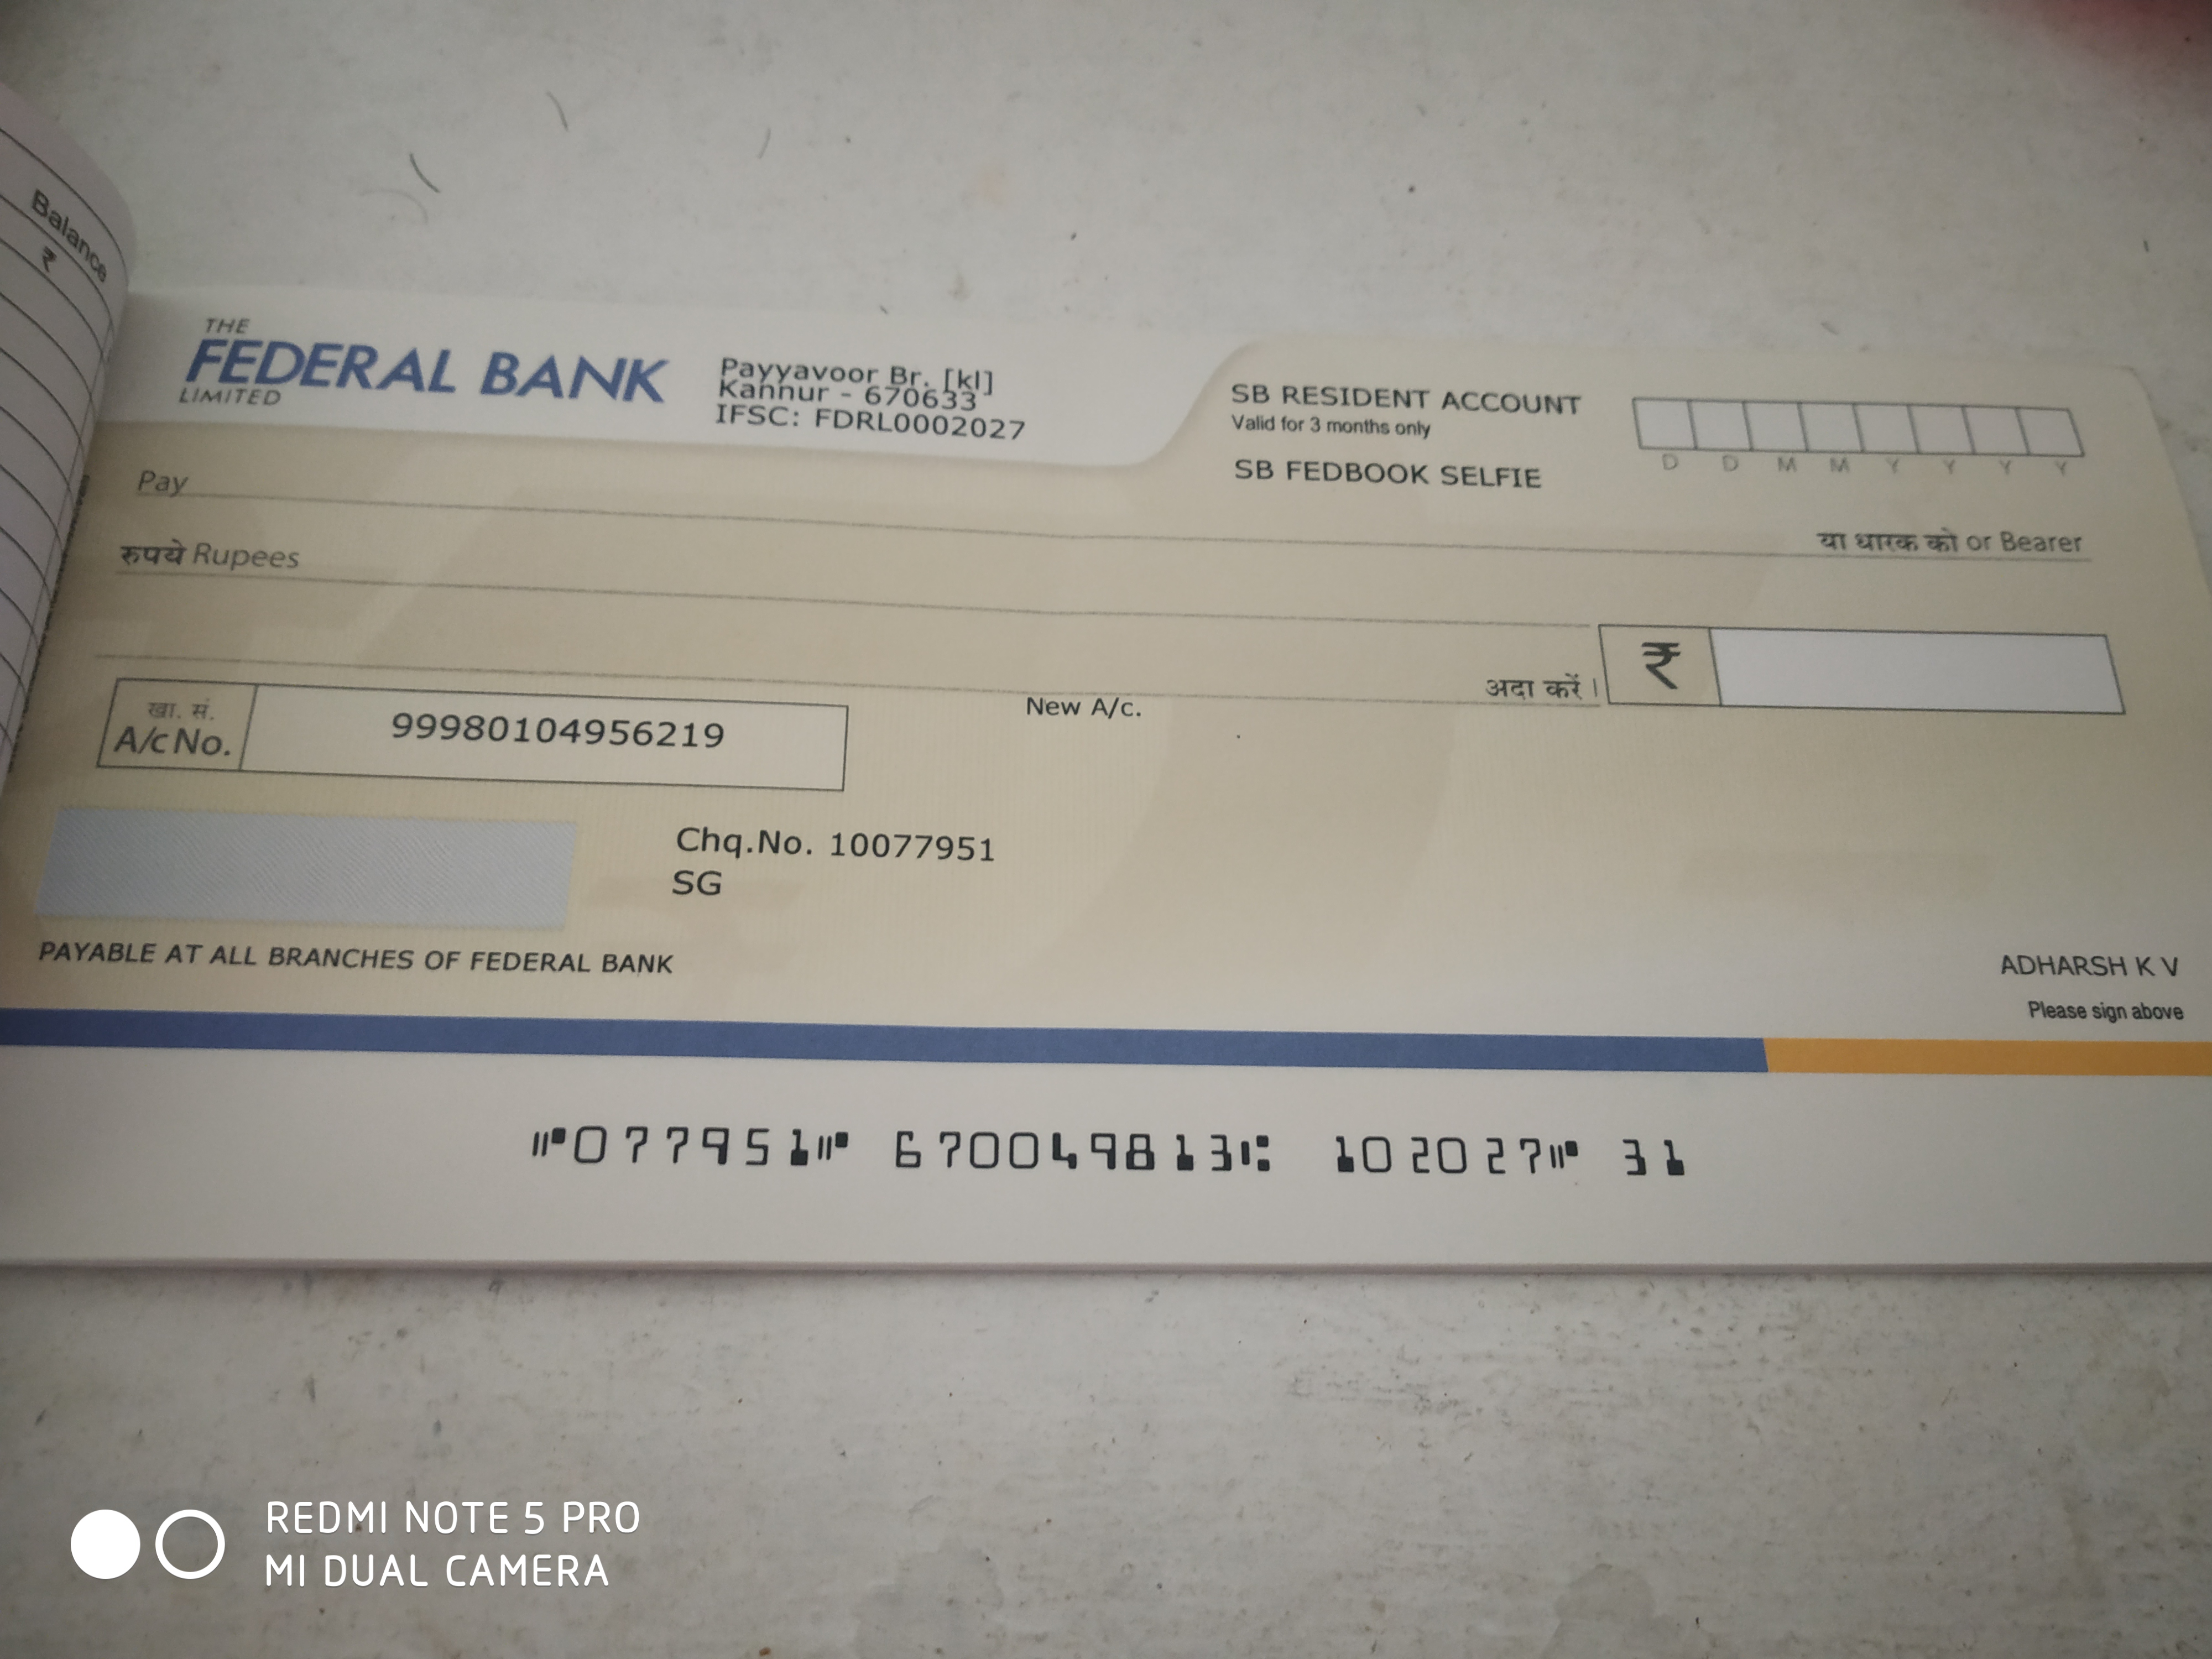 Balance
₹
THE
FEDERAL BANK
LIMITED
Payyavoor Br. [kl]
Kannur - 670633
IFSC: FDRL0002027
SB RESIDENT ACCOUNT
Valid for 3 months only
SB FEDBOOK SELFIE
D D M M Y Y Y Y
Pay
या धारक को or Bearer
रुपये Rupees
अदा करें ।
₹
खा. सं.
A/c No.
99980104956219
New A/c.
Chq.No. 10077951
SG
PAYABLE AT ALL BRANCHES OF FEDERAL BANK
ADHARSH K V
Please sign above
⑈077951⑈ 670049813⑆ 102027⑈ 31
REDMI NOTE 5 PRO
MI DUAL CAMERA